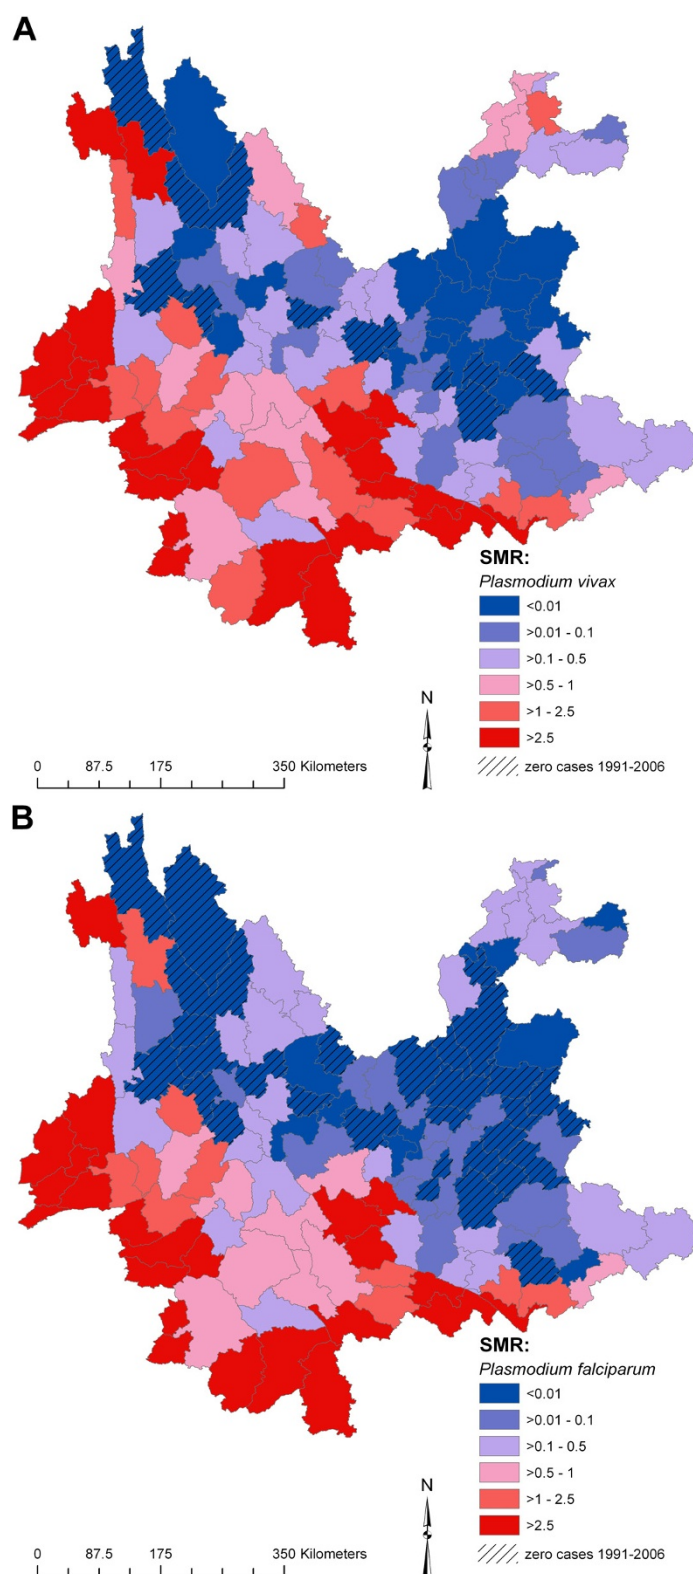 A
SMR:
Plasmodium vivax
<0.01
>0.01 - 0.1
>0.1 - 0.5
>0.5 - 1
>1 - 2.5
>2.5
zero cases 1991-2006
N
0 87.5 175 350 Kilometers
B
SMR:
Plasmodium falciparum
<0.01
>0.01 - 0.1
>0.1 - 0.5
>0.5 - 1
>1 - 2.5
>2.5
zero cases 1991-2006
N
0 87.5 175 350 Kilometers